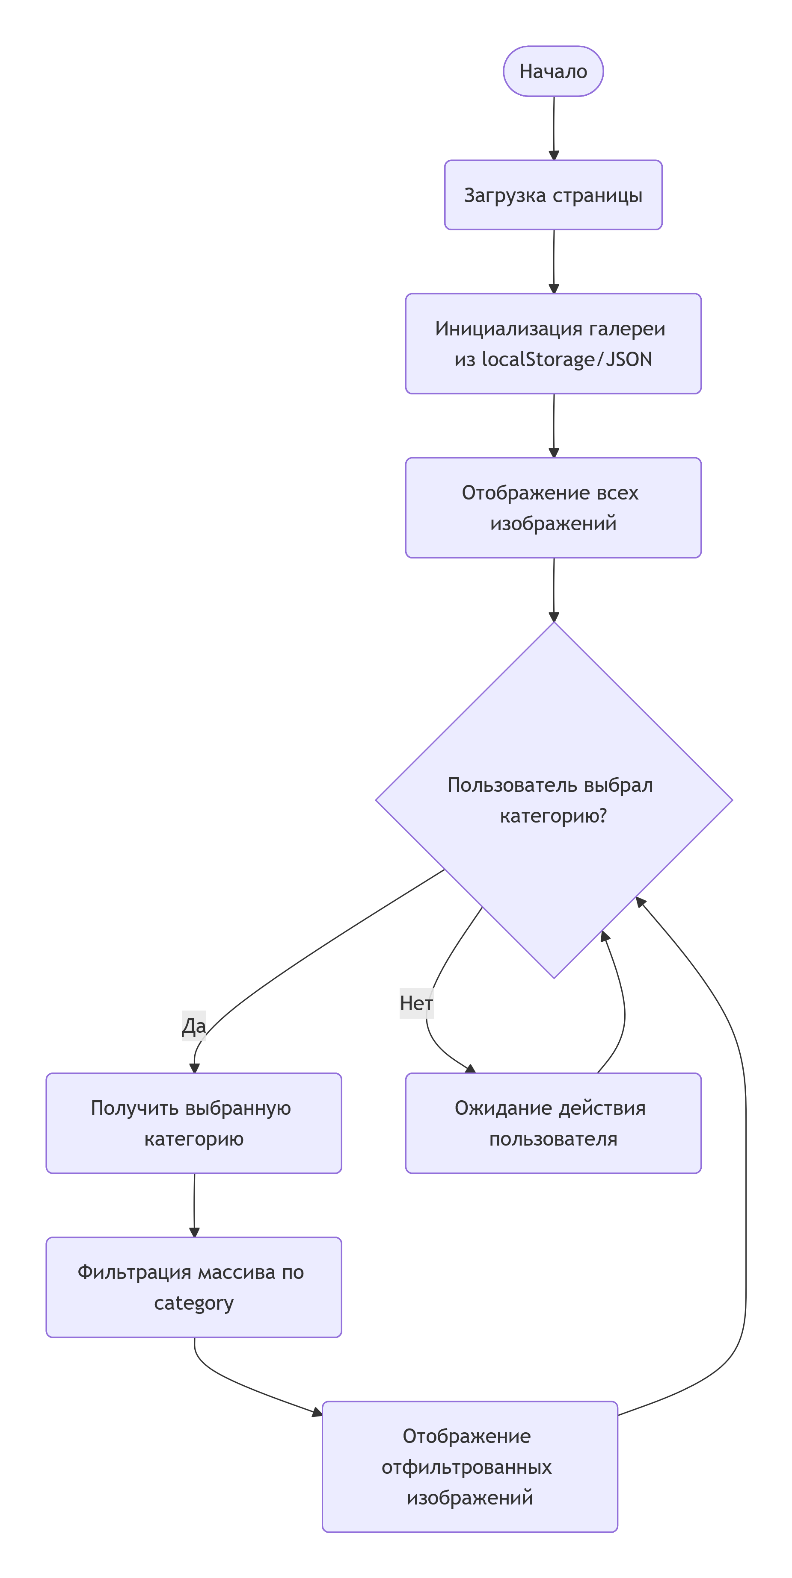 Начало
Загрузка страницы
Инициализация галереи
из localStorage/JSON
Отображение всех
изображений
Пользователь выбрал
категорию?
Нет
Да
Получить выбранную
категорию
Ожидание действия
пользователя
Фильтрация массива по
category
Отображение
отфильтрованных
изображений